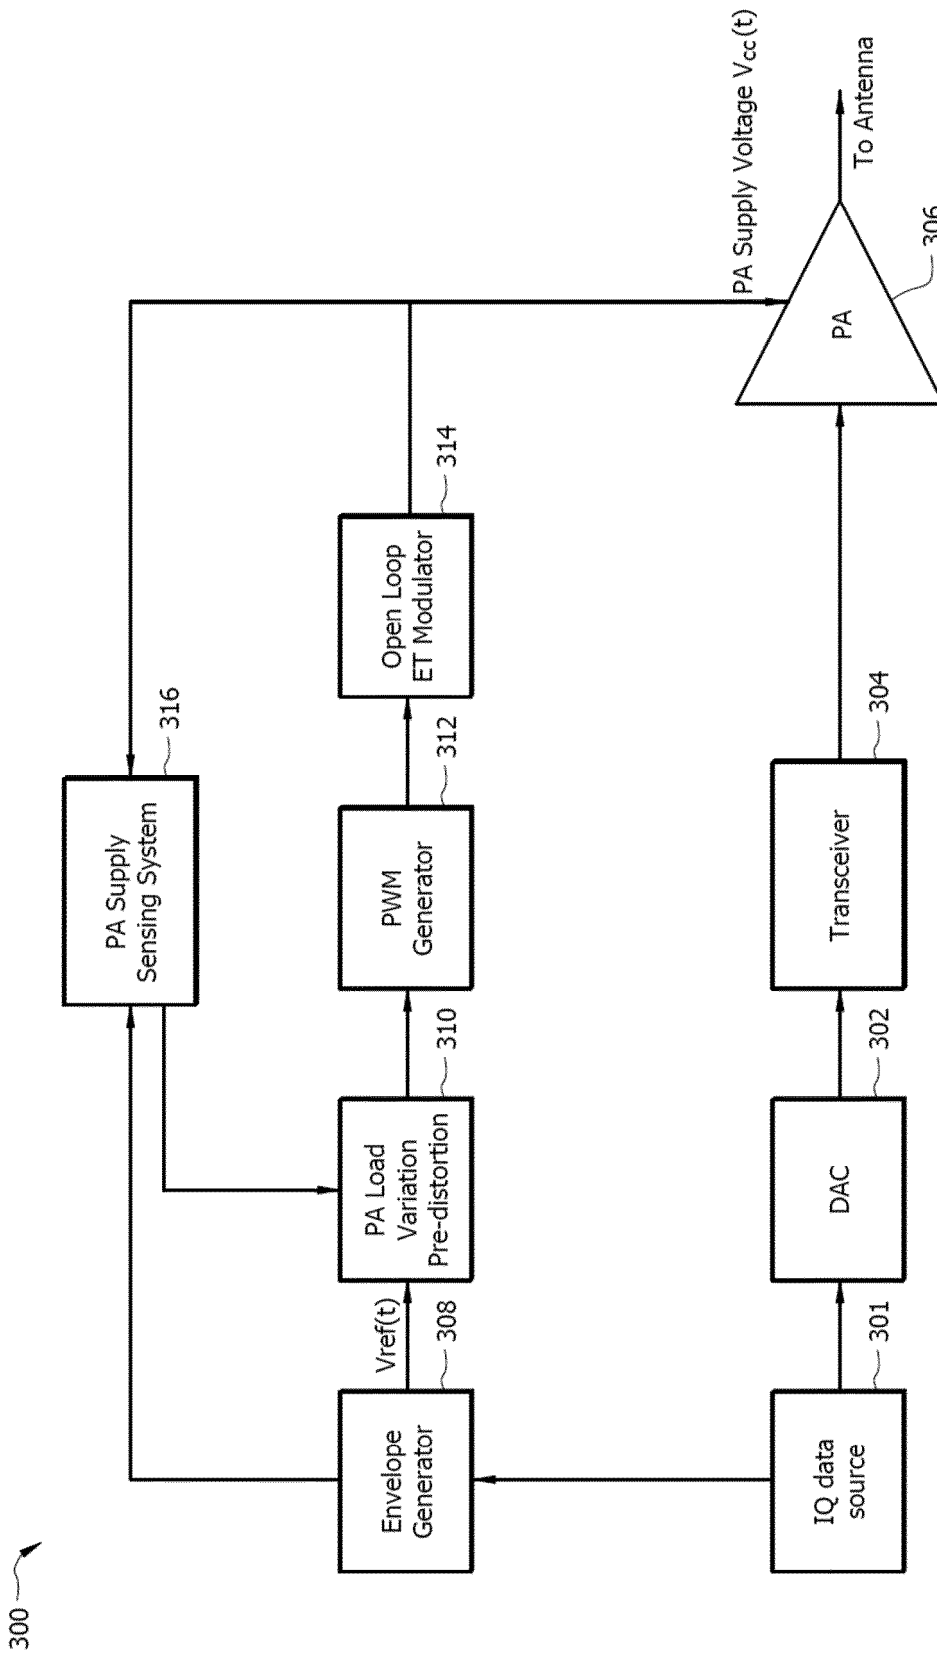 300
PA Supply
Sensing System
316
Envelope
Generator
308
Vref(t)
PA Load
Variation
Pre-distortion
310
PWM
Generator
312
Open Loop
ET Modulator
314
PA Supply Voltage Vcc(t)
IQ data
source
301
DAC
302
Transceiver
304
PA
306
To Antenna